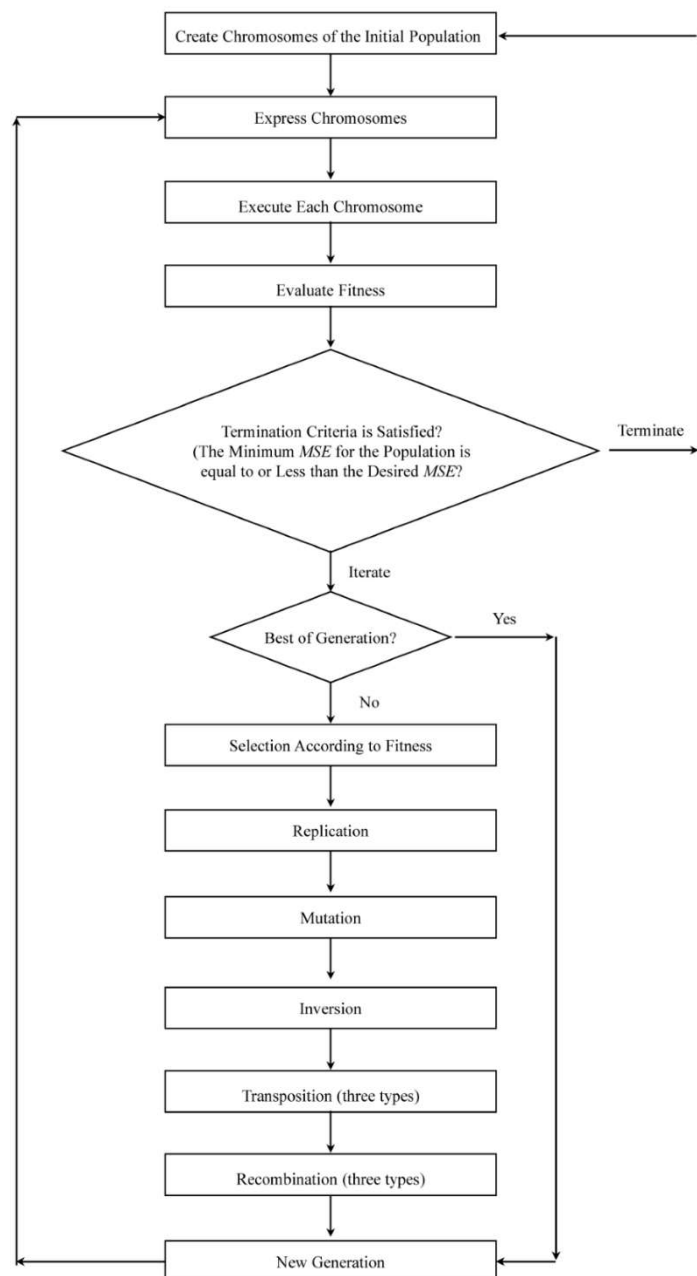 Create Chromosomes of the Initial Population
Express Chromosomes
Execute Each Chromosome
Evaluate Fitness
Termination Criteria is Satisfied?
(The Minimum MSE for the Population is
equal to or Less than the Desired MSE?
Terminate
Iterate
Best of Generation?
Yes
No
Selection According to Fitness
Replication
Mutation
Inversion
Transposition (three types)
Recombination (three types)
New Generation